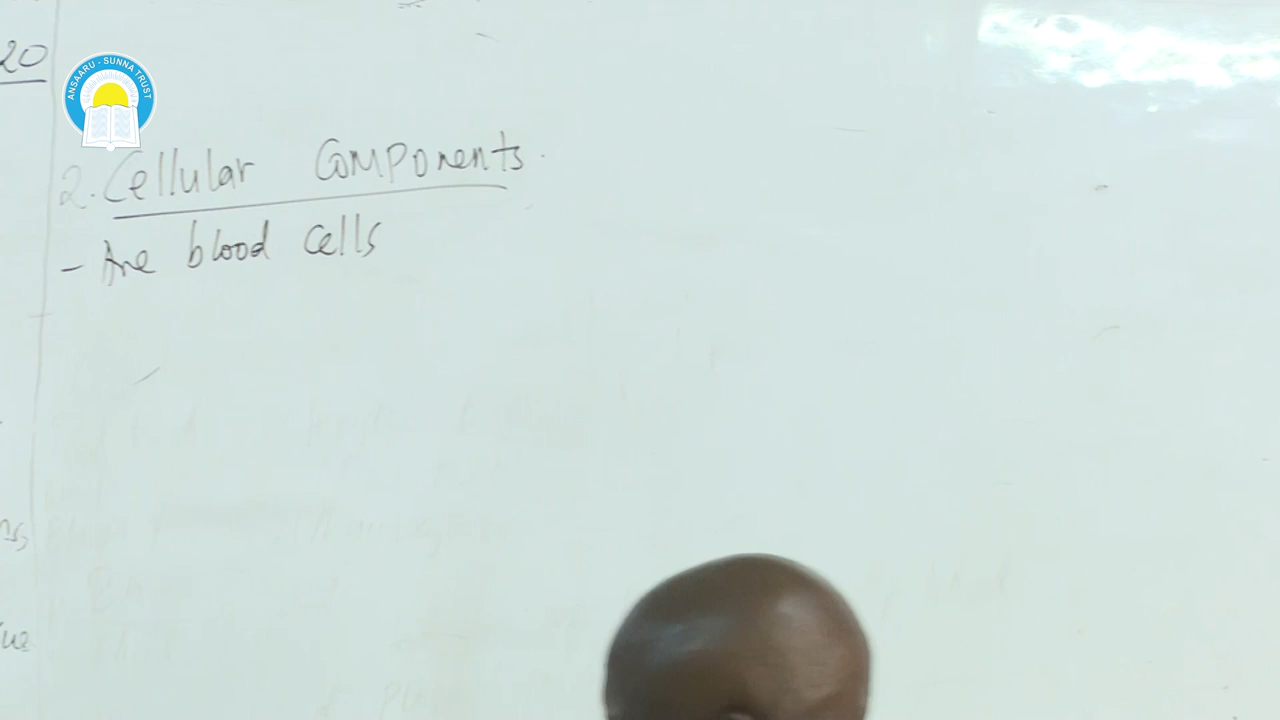 20
ANSAARU - SUNNA TRUST
2. Cellular Components.
- Are blood cells